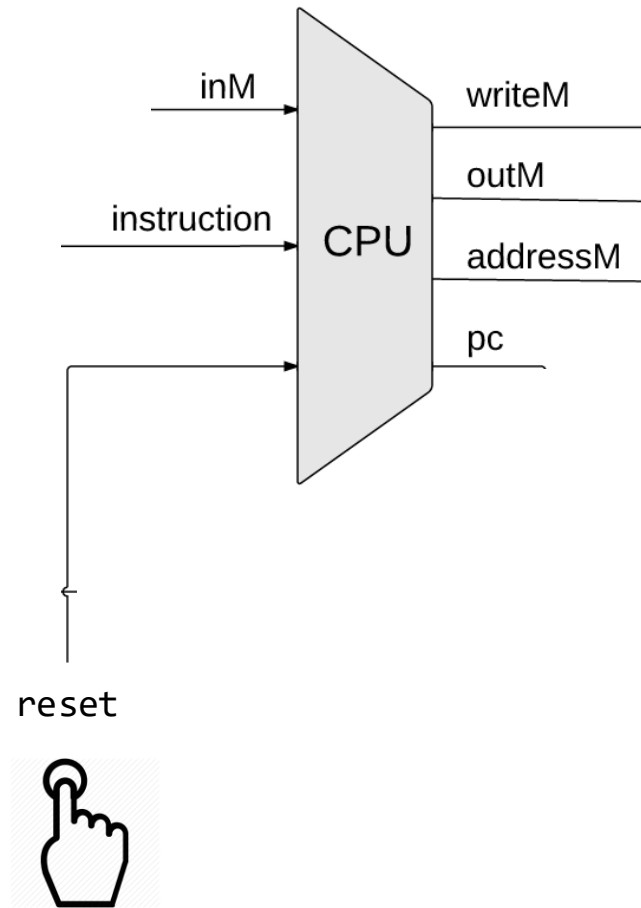 inM
writeM
outM
instruction
CPU
addressM
pc
reset